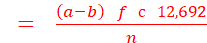 = (a−b) f c 12,692
n